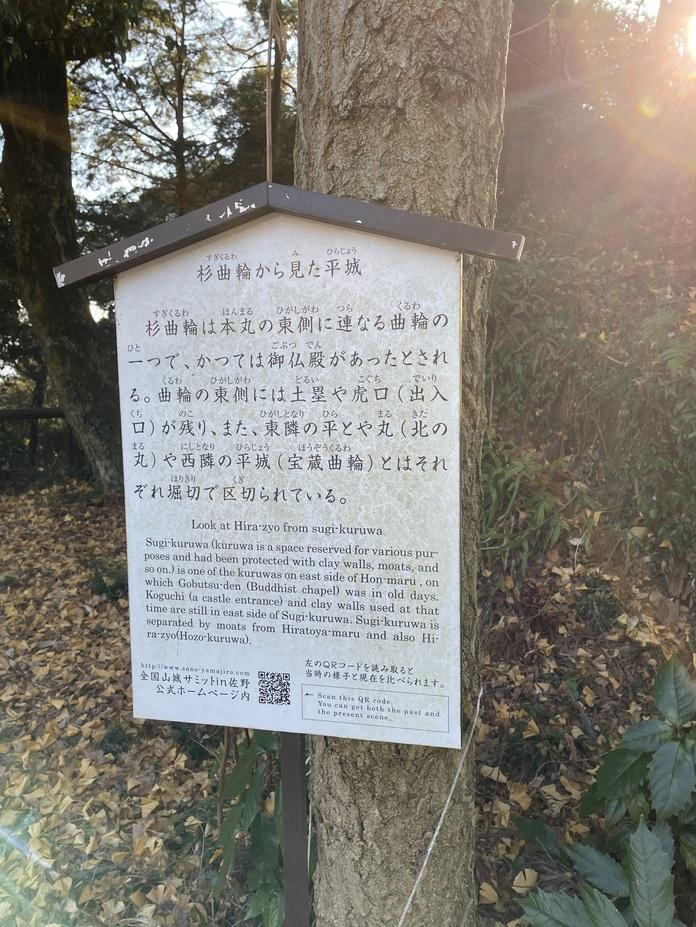 杉曲輪から見た平城
杉曲輪は本丸の東側に連なる曲輪の
一つで、かつては御仏殿があったとされ
る。曲輪の東側には土塁や虎口(出入
口)が残り、また、東隣の平とや丸(北の
丸)や西隣の平城(宝蔵曲輪)とはそれ
ぞれ堀切で区切られている。
Look at Hira-zyo from sugi-kuruwa
Sugi-kuruwa (kuruwa is a space reserved for various pur-
poses and had been protected with clay walls, moats, and
so on.) is one of the kuruwas on east side of Hon-maru , on
which Gobutsu-den (Buddhist chapel) was in old days.
Koguchi (a castle entrance) and clay walls used at that
time are still in east side of Sugi-kuruwa. Sugi-kuruwa is
separated by moats from Hiratoya-maru and also Hi-
ra-zyo(Hozo-kuruwa).
http://www.sano-yamajiro.com
全国山城サミットin佐野
公式ホームページ内
左のQRコードを読み取ると
当時の様子と現在を比べられます。
← Scan this QR code.
You can get both the past and
the present scene.